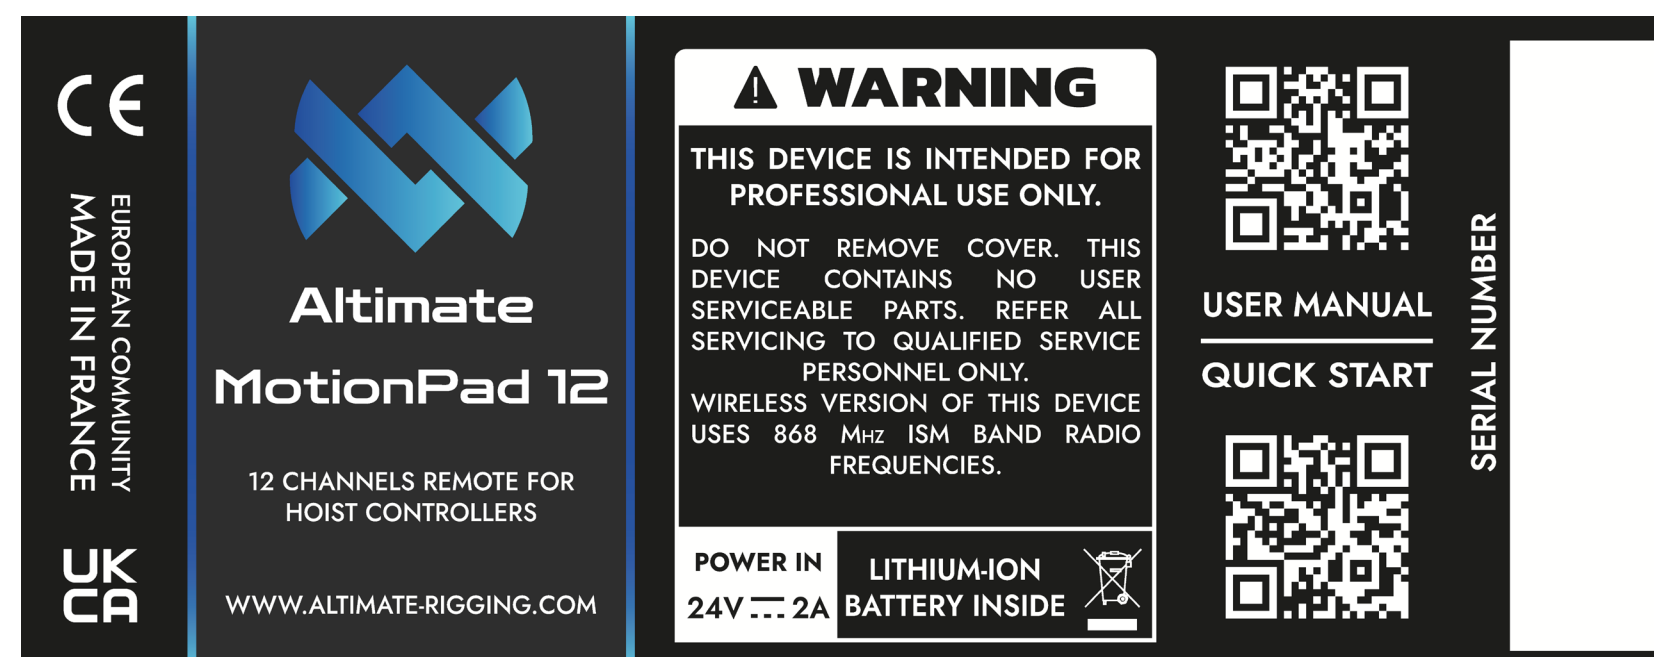 CE
EUROPEAN COMMUNITY
MADE IN FRANCE
UK
CA
Altimate
MotionPad 12
12 CHANNELS REMOTE FOR
HOIST CONTROLLERS
WWW.ALTIMATE-RIGGING.COM
WARNING
THIS DEVICE IS INTENDED FOR
PROFESSIONAL USE ONLY.
DO NOT REMOVE COVER. THIS
DEVICE CONTAINS NO USER
SERVICEABLE PARTS. REFER ALL
SERVICING TO QUALIFIED SERVICE
PERSONNEL ONLY.
WIRELESS VERSION OF THIS DEVICE
USES 868 MHZ ISM BAND RADIO
FREQUENCIES.
POWER IN
24V ⎓ 2A
LITHIUM-ION
BATTERY INSIDE
USER MANUAL
QUICK START
SERIAL NUMBER